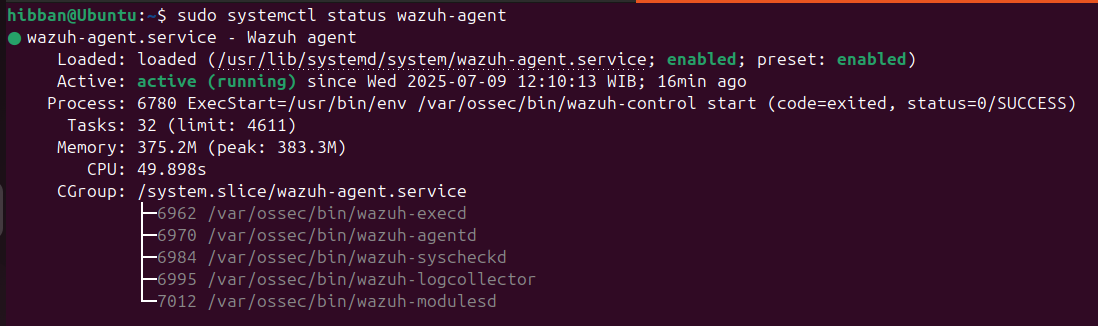 hibban@Ubuntu:~$ sudo systemctl status wazuh-agent
● wazuh-agent.service - Wazuh agent
     Loaded: loaded (/usr/lib/systemd/system/wazuh-agent.service; enabled; preset: enabled)
     Active: active (running) since Wed 2025-07-09 12:10:13 WIB; 16min ago
    Process: 6780 ExecStart=/usr/bin/env /var/ossec/bin/wazuh-control start (code=exited, status=0/SUCCESS)
      Tasks: 32 (limit: 4611)
     Memory: 375.2M (peak: 383.3M)
        CPU: 49.898s
     CGroup: /system.slice/wazuh-agent.service
             ├─6962 /var/ossec/bin/wazuh-execd
             ├─6970 /var/ossec/bin/wazuh-agentd
             ├─6984 /var/ossec/bin/wazuh-syscheckd
             ├─6995 /var/ossec/bin/wazuh-logcollector
             └─7012 /var/ossec/bin/wazuh-modulesd